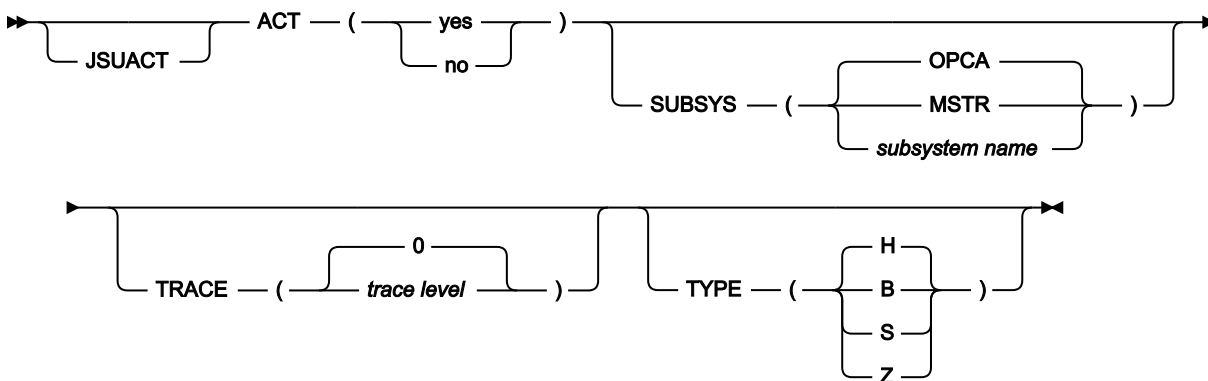 ACT ( yes )
JSUACT no
OPCA
SUBSYS ( MSTR )
subsystem name
0
TRACE ( trace level )
H
TYPE ( B )
S
Z